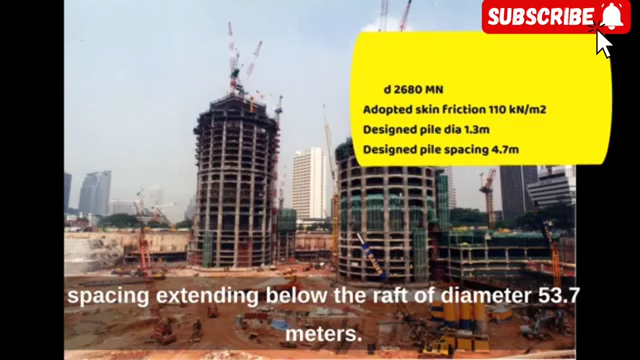 SUBSCRIBE
d 2680 MN
Adopted skin friction 110 kN/m2
Designed pile dia 1.3m
Designed pile spacing 4.7m
spacing extending below the raft of diameter 53.7
meters.